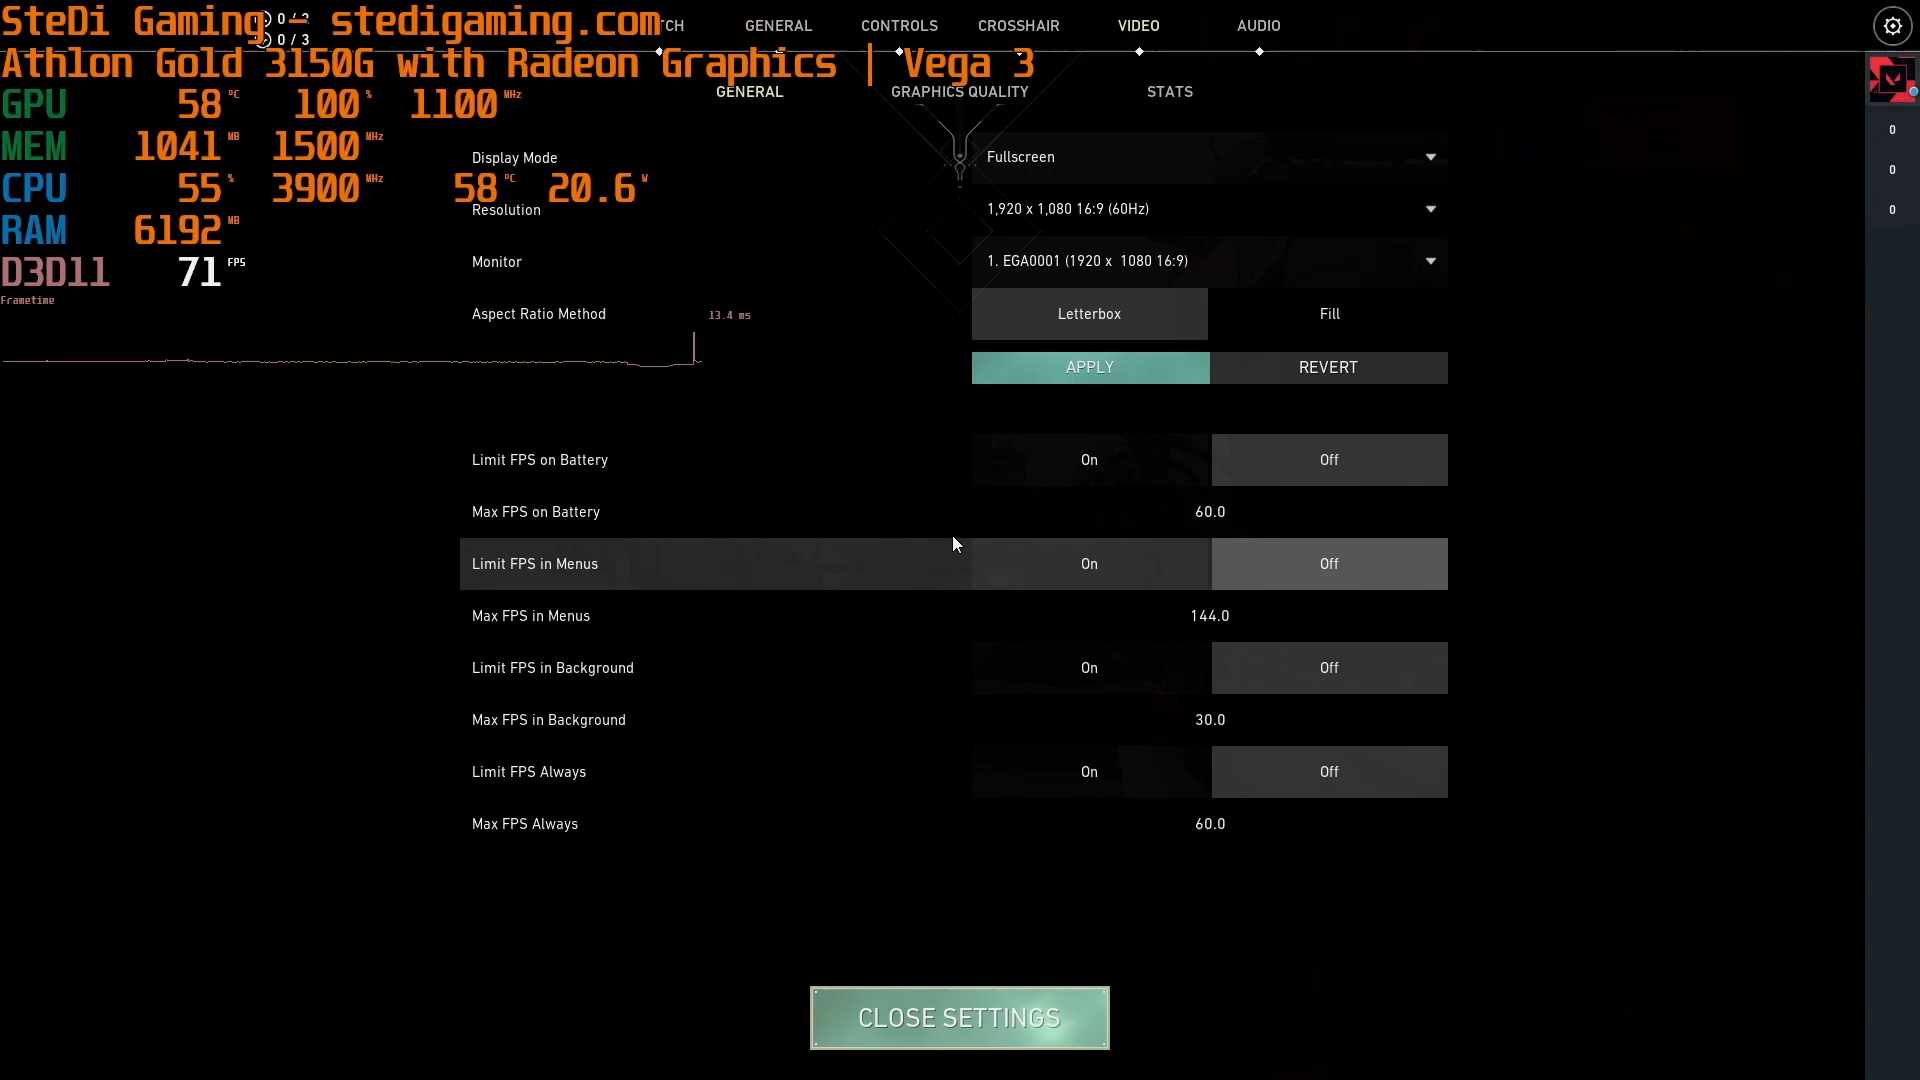 SteDi Gaming - stedigaming.com
0 / 3
TCH GENERAL CONTROLS CROSSHAIR VIDEO AUDIO
Athlon Gold 3150G with Radeon Graphics | Vega 3
GENERAL GRAPHICS QUALITY STATS
GPU 58 °C 100 % 1100 MHz
MEM 1041 MB 1500 MHz
CPU 55 % 3900 MHz 58 °C 20.6 W
RAM 6192 MB
D3D11 71 FPS
Frametime
13.4 ms
Display Mode Fullscreen
Resolution 1,920 x 1,080 16:9 (60Hz)
Monitor 1. EGA0001 (1920 x 1080 16:9)
Aspect Ratio Method Letterbox Fill
APPLY REVERT
Limit FPS on Battery On Off
Max FPS on Battery 60.0
Limit FPS in Menus On Off
Max FPS in Menus 144.0
Limit FPS in Background On Off
Max FPS in Background 30.0
Limit FPS Always On Off
Max FPS Always 60.0
CLOSE SETTINGS
0
0
0